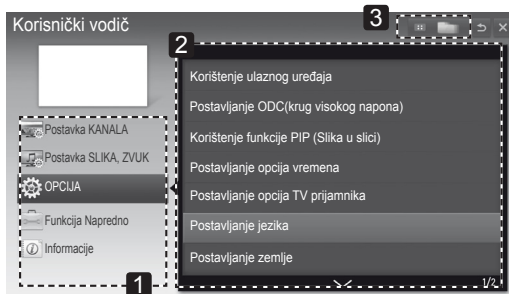 Korisnički vodič
3
2
Korištenje ulaznog uređaja
Postavljanje ODC(krug visokog napona)
Korištenje funkcije PIP (Slika u slici)
Postavljanje opcija vremena
Postavljanje opcija TV prijamnika
Postavljanje jezika
Postavljanje zemlje
1/2
Postavka KANALA
Postavka SLIKA, ZVUK
OPCIJA
Funkcija Napredno
Informacije
1